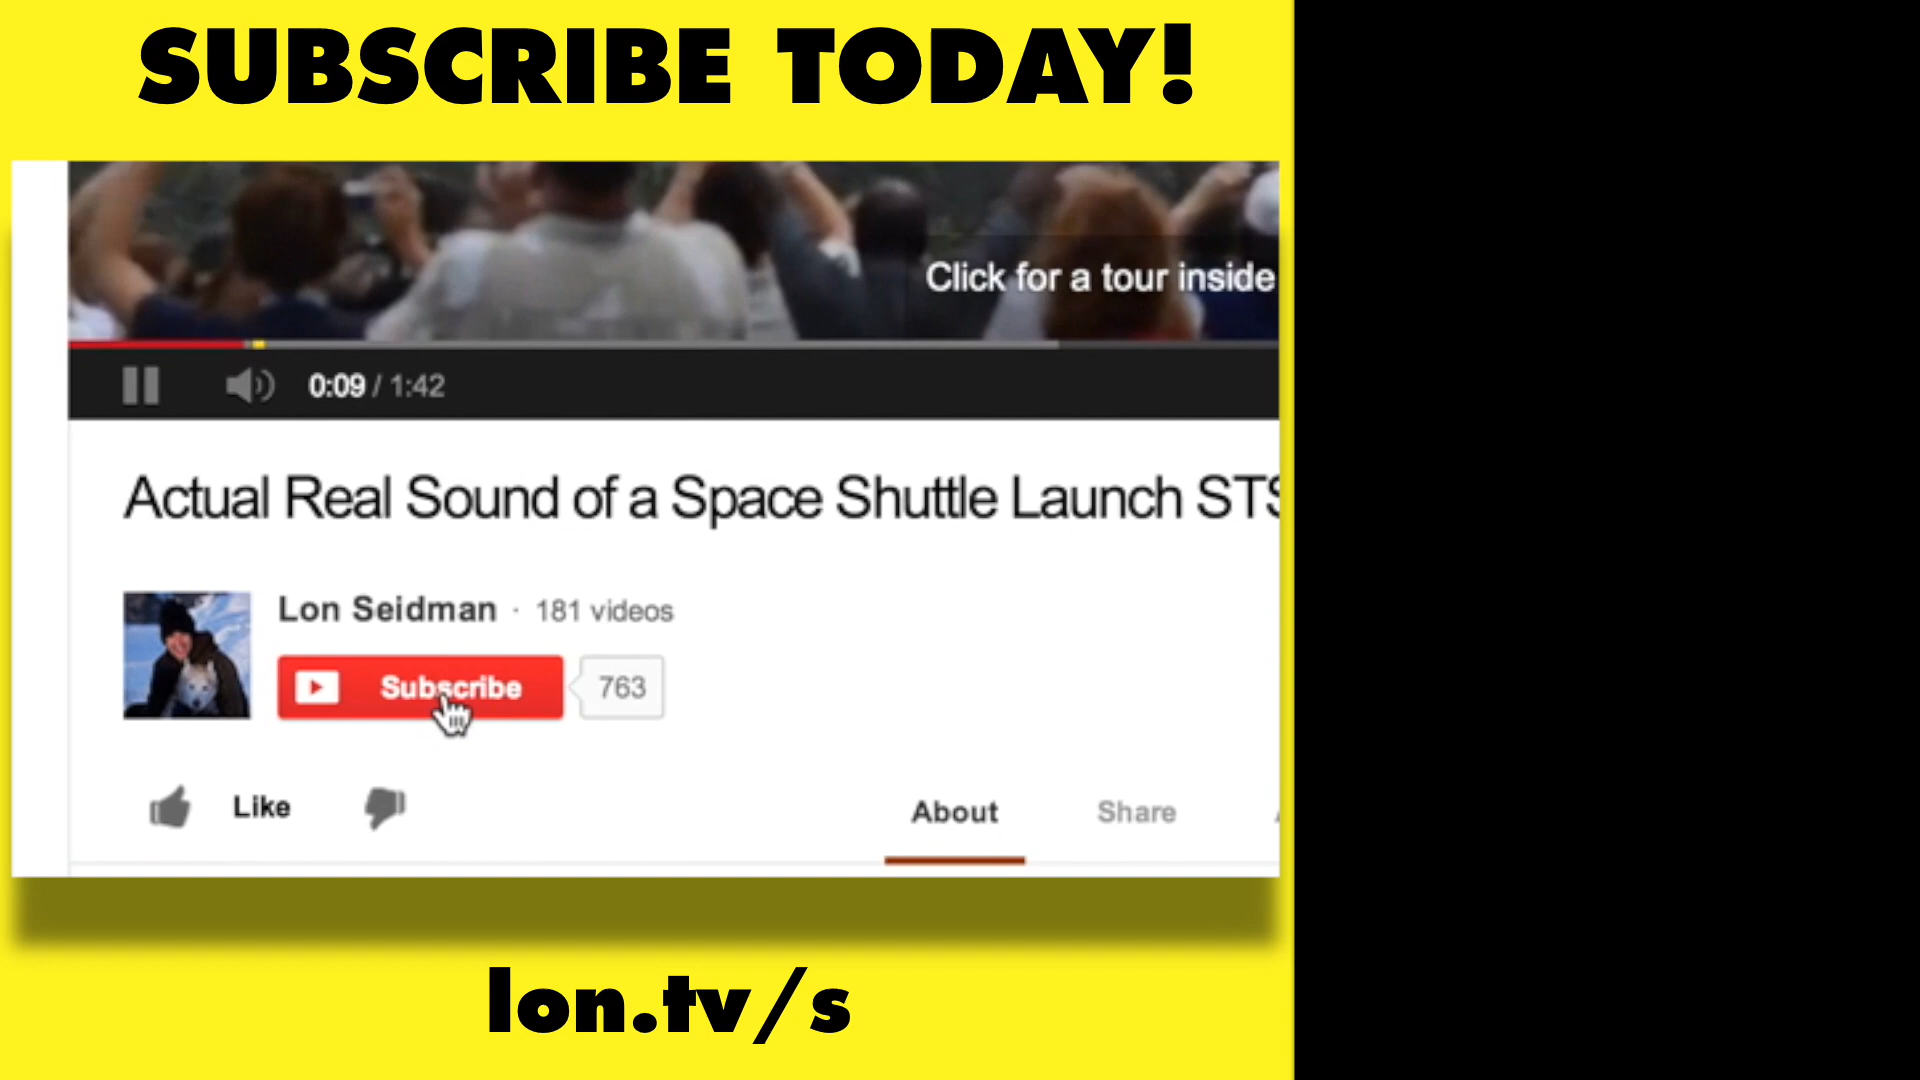 SUBSCRIBE TODAY!
Click for a tour inside
0:09 / 1:42
Actual Real Sound of a Space Shuttle Launch STS
Lon Seidman · 181 videos
Subscribe 763
Like
About Share
lon.tv/s